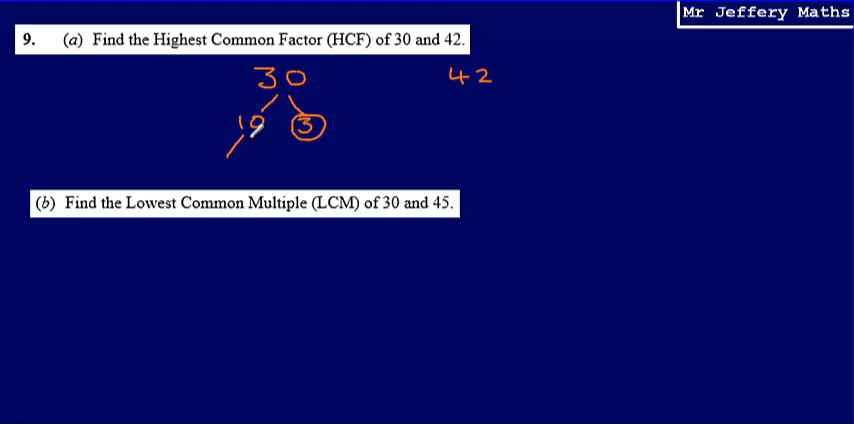 Mr Jeffery Maths
9. (a) Find the Highest Common Factor (HCF) of 30 and 42.
30 42
10 3
(b) Find the Lowest Common Multiple (LCM) of 30 and 45.